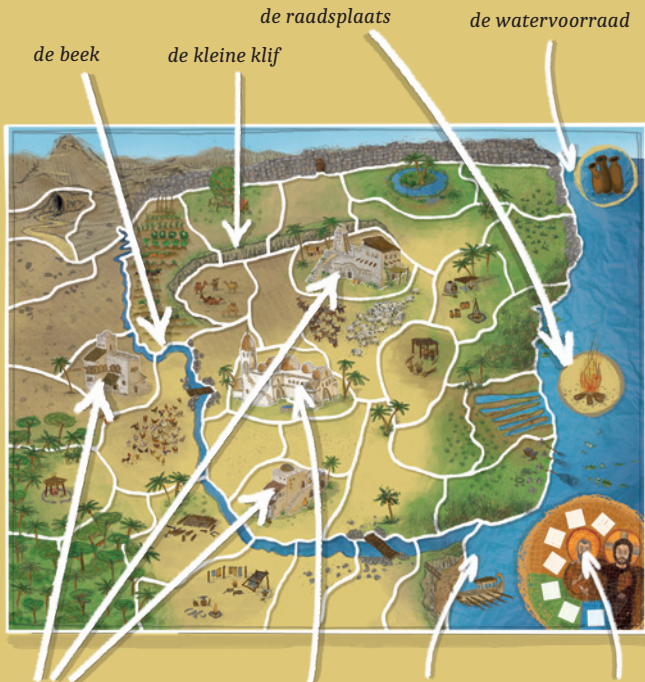 de raadsplaats
de watervoorraad
de beek
de kleine klif